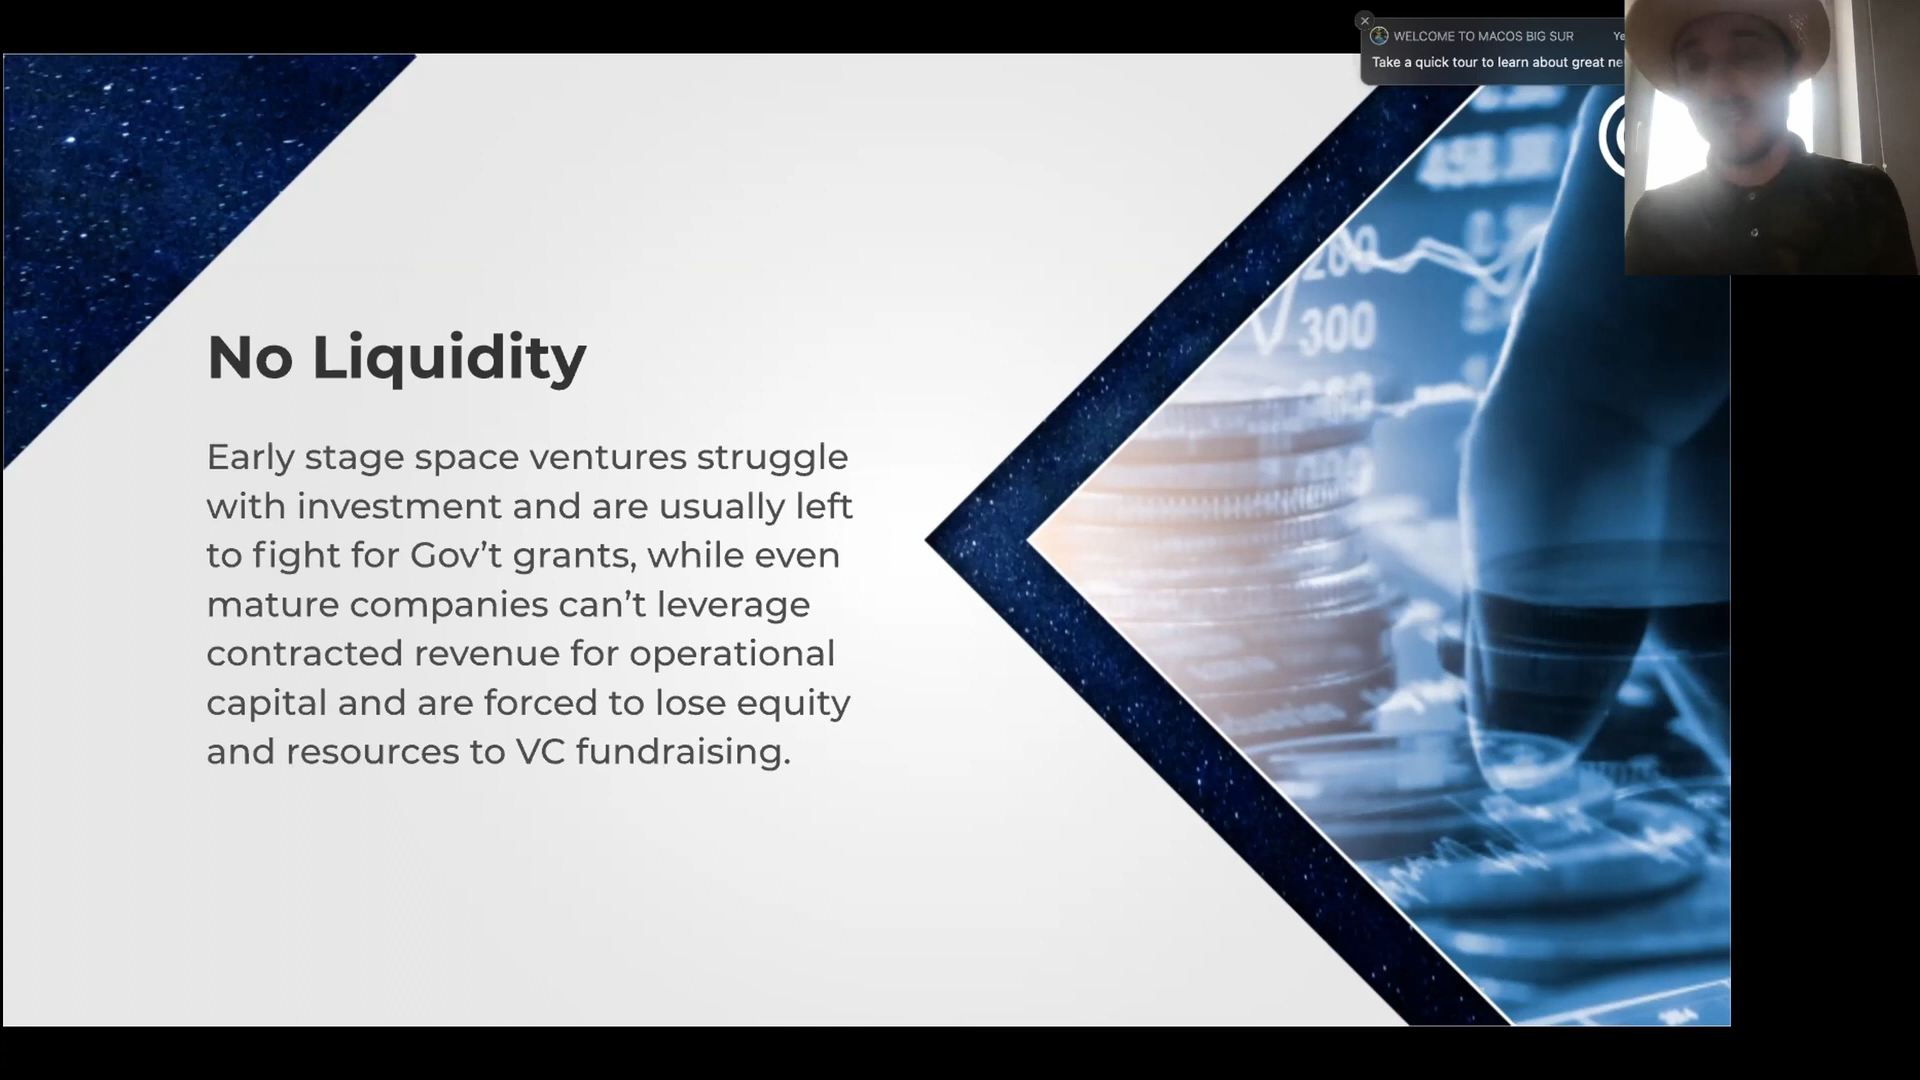 WELCOME TO MACOS BIG SUR
Take a quick tour to learn about great
No Liquidity
Early stage space ventures struggle
with investment and are usually left
to fight for Gov’t grants, while even
mature companies can’t leverage
contracted revenue for operational
capital and are forced to lose equity
and resources to VC fundraising.
200
300